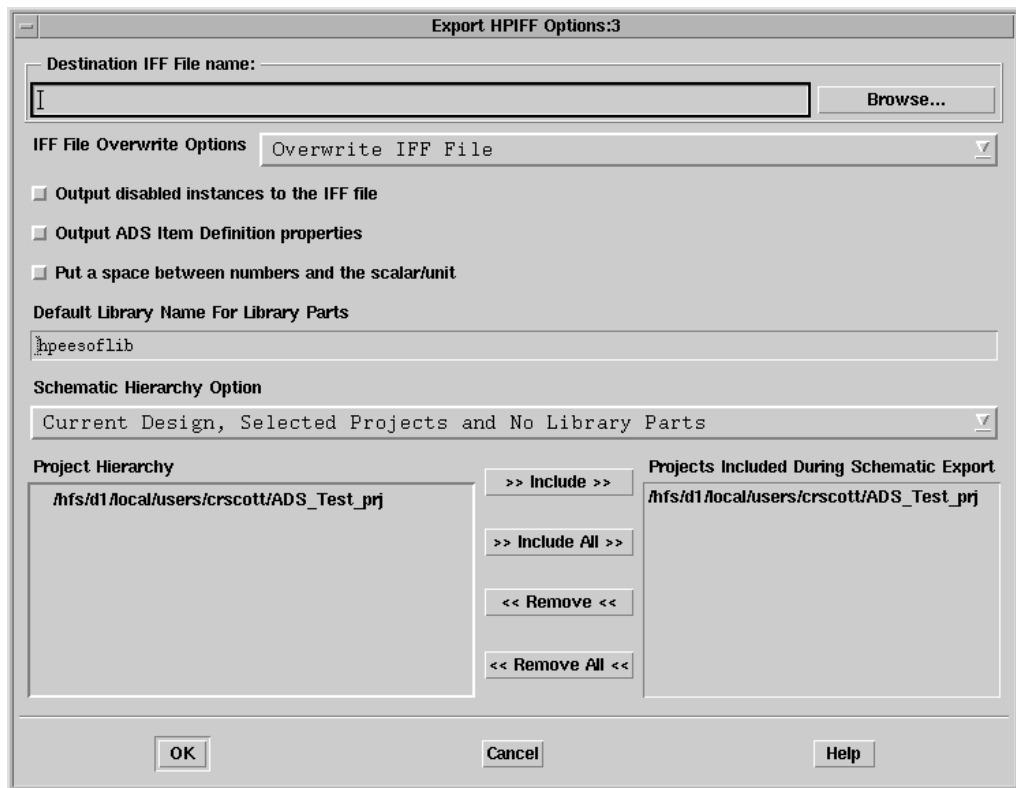 Export HPIFF Options:3
Destination IFF File name:
Browse...
IFF File Overwrite Options Overwrite IFF File
Output disabled instances to the IFF file
Output ADS Item Definition properties
Put a space between numbers and the scalar/unit
Default Library Name For Library Parts
hpeesoflib
Schematic Hierarchy Option
Current Design, Selected Projects and No Library Parts
Project Hierarchy
/hfs/d1/local/users/crscott/ADS_Test_prj
>> Include >>
>> Include All >>
<< Remove <<
<< Remove All <<
Projects Included During Schematic Export
/hfs/d1/local/users/crscott/ADS_Test_prj
OK
Cancel
Help